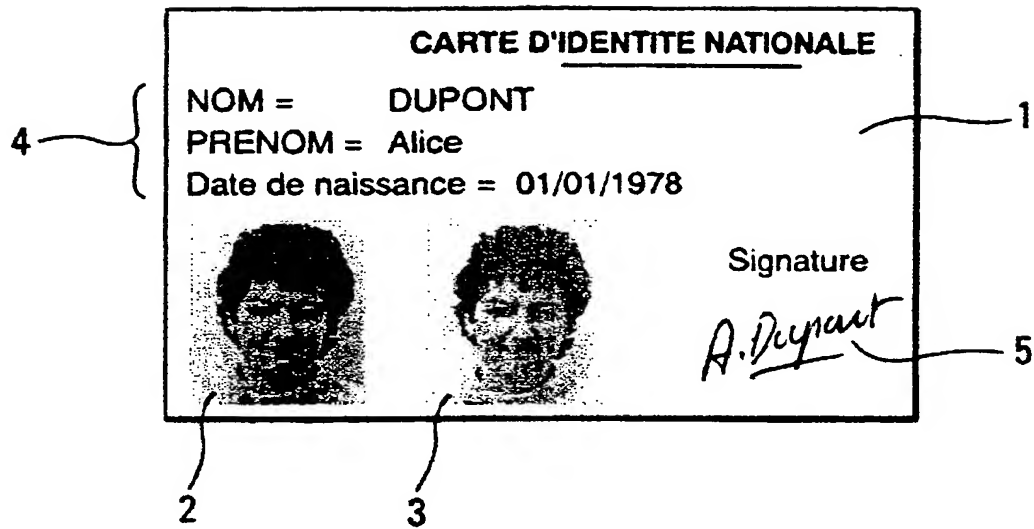 CARTE D'IDENTITE NATIONALE
NOM = DUPONT
PRENOM = Alice
Date de naissance = 01/01/1978
4
1
Signature
A. Dupont
5
2
3